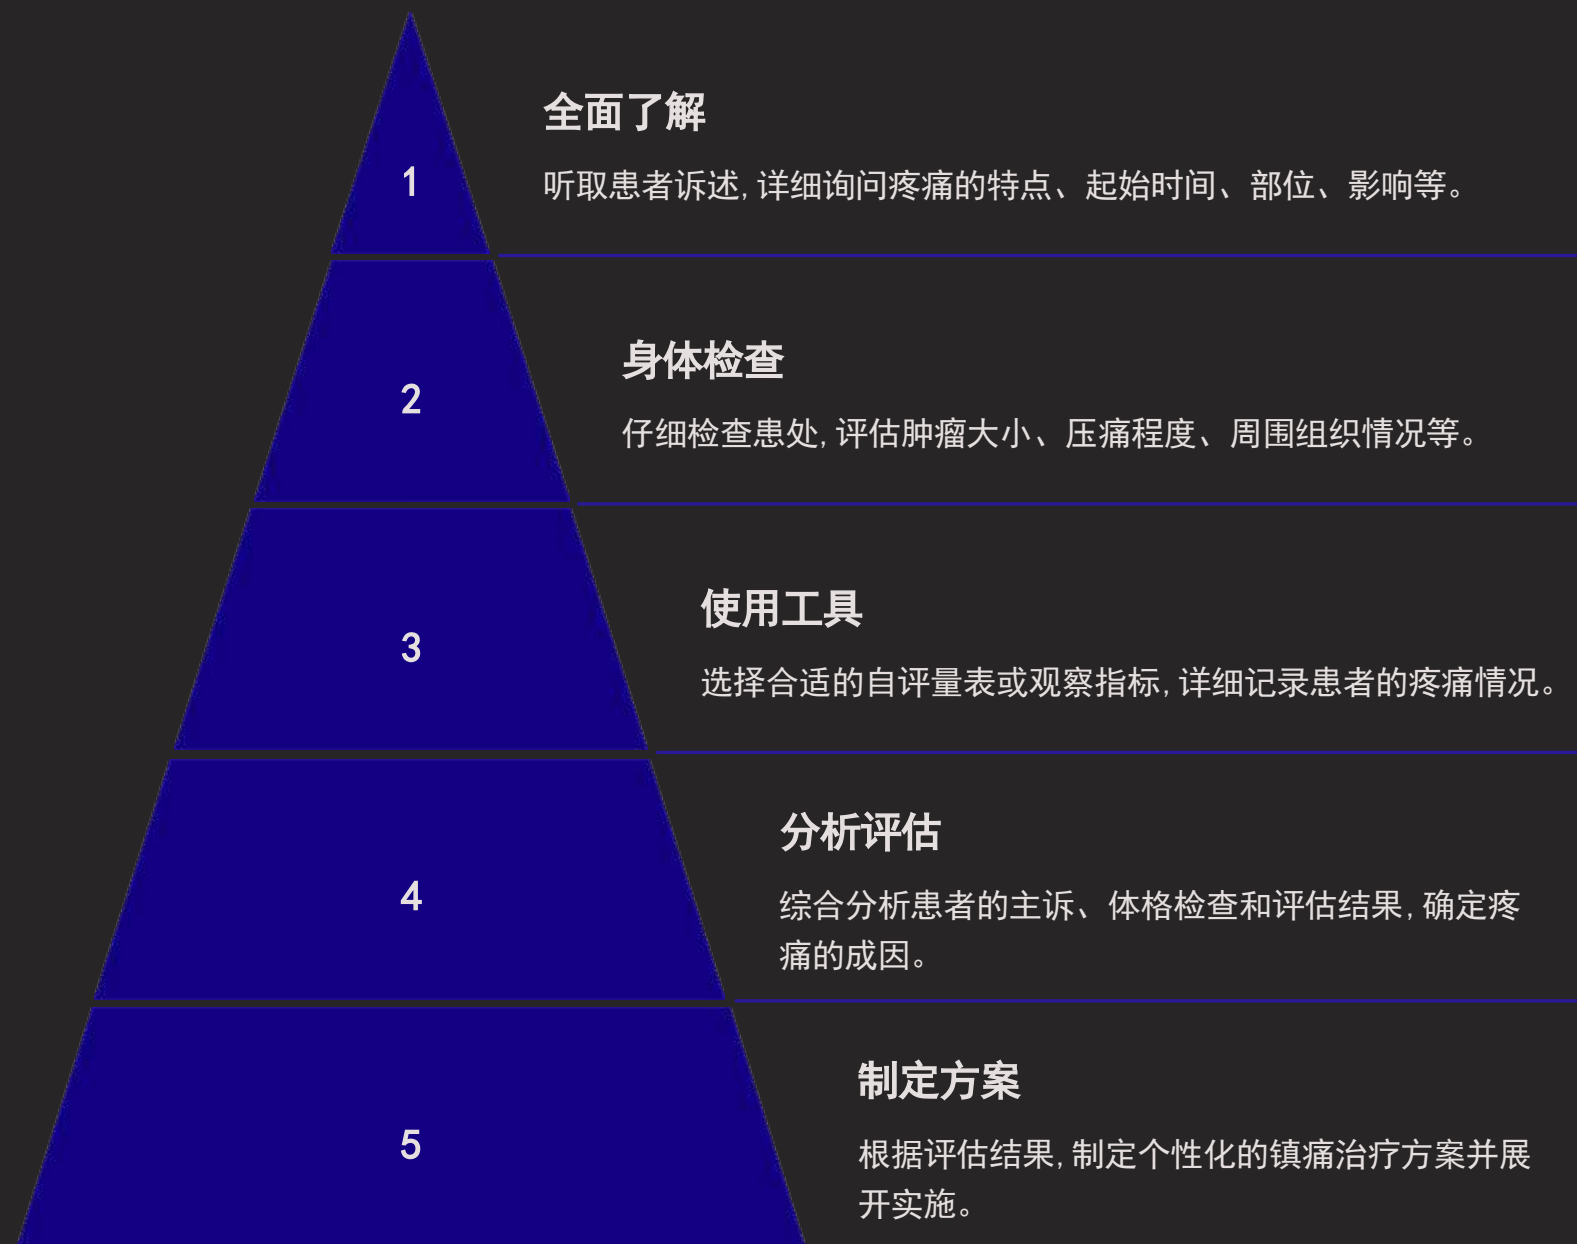 1
全面了解
听取患者诉述,详细询问疼痛的特点、起始时间、部位、影响等。
2
身体检查
仔细检查患处,评估肿瘤大小、压痛程度、周围组织情况等。
3
使用工具
选择合适的自评量表或观察指标,详细记录患者的疼痛情况。
4
分析评估
综合分析患者的主诉、体格检查和评估结果,确定疼
痛的成因。
5
制定方案
根据评估结果,制定个性化的镇痛治疗方案并展
开实施。